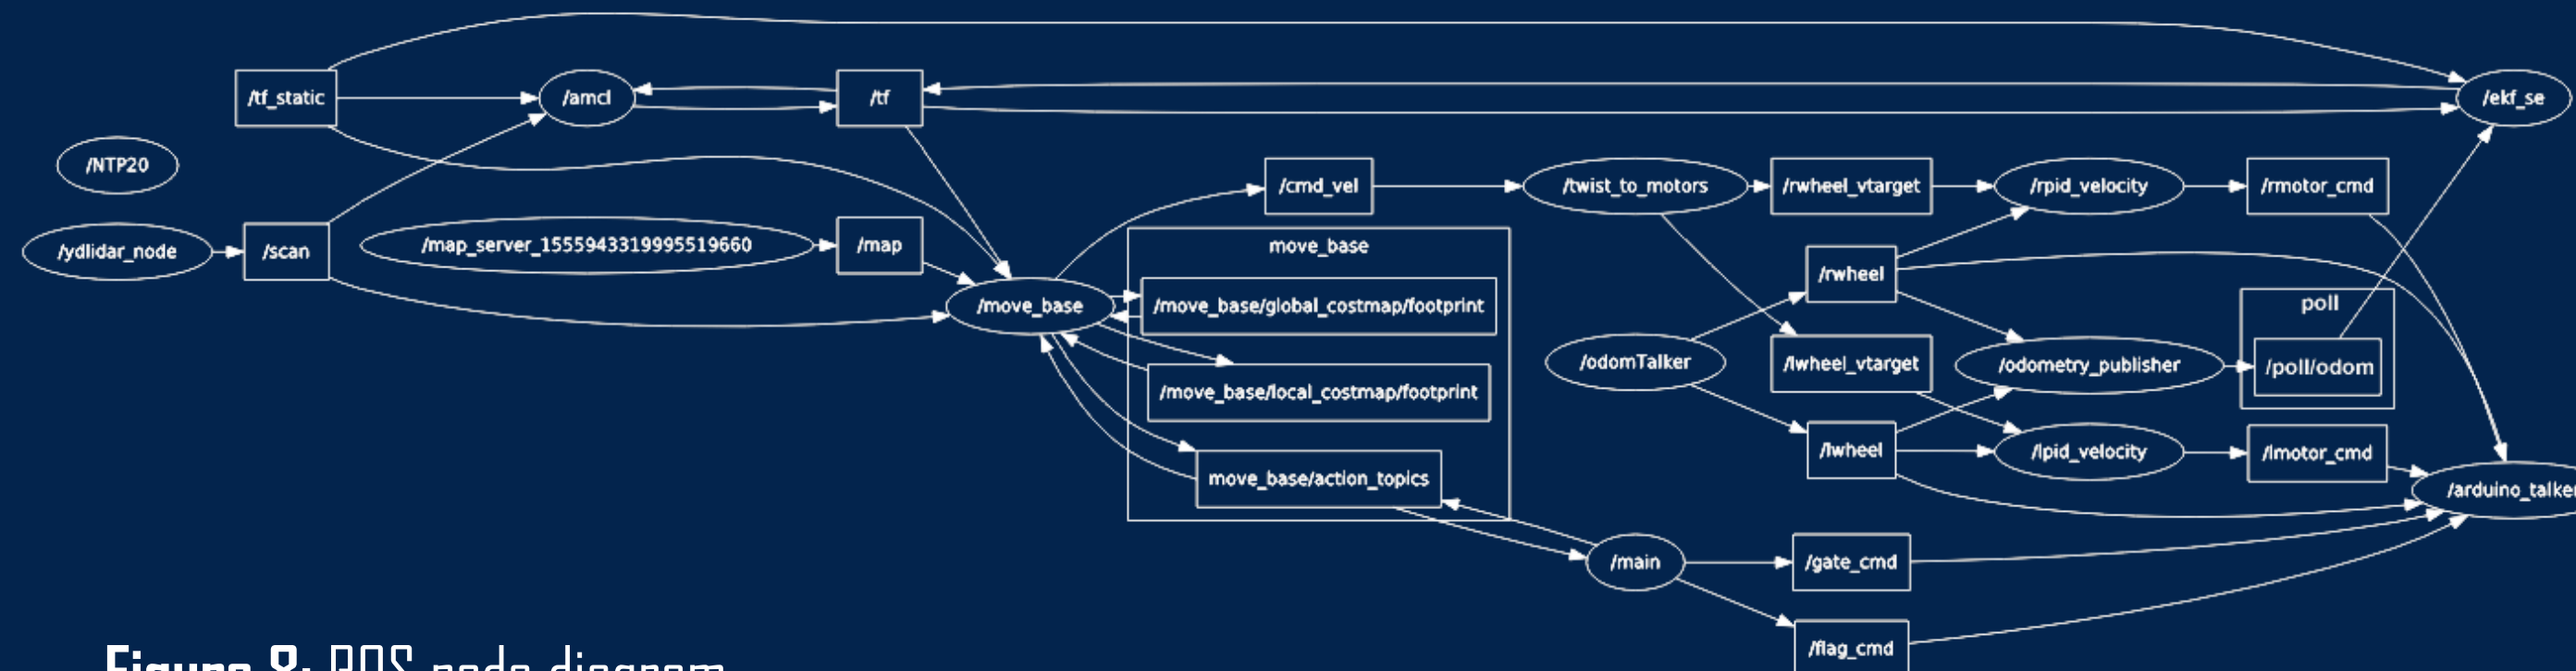 /tf_static
/amcl
/tf
/ekf_se
/NTP20
/cmd_vel
/twist_to_motors
/rwheel_vtarget
/rpid_velocity
/rmotor_cmd
/ydlidar_node
/scan
/map_server_1555943319995519660
/map
move_base
/move_base
/move_base/global_costmap/footprint
/rwheel
poll
/odomTalker
/lwheel_vtarget
/odometry_publisher
/poll/odom
/move_base/local_costmap/footprint
/lwheel
/lpid_velocity
/lmotor_cmd
move_base/action_topics
/arduino_talker
/main
/gate_cmd
/flag_cmd
Figure 8: ROS node diagram